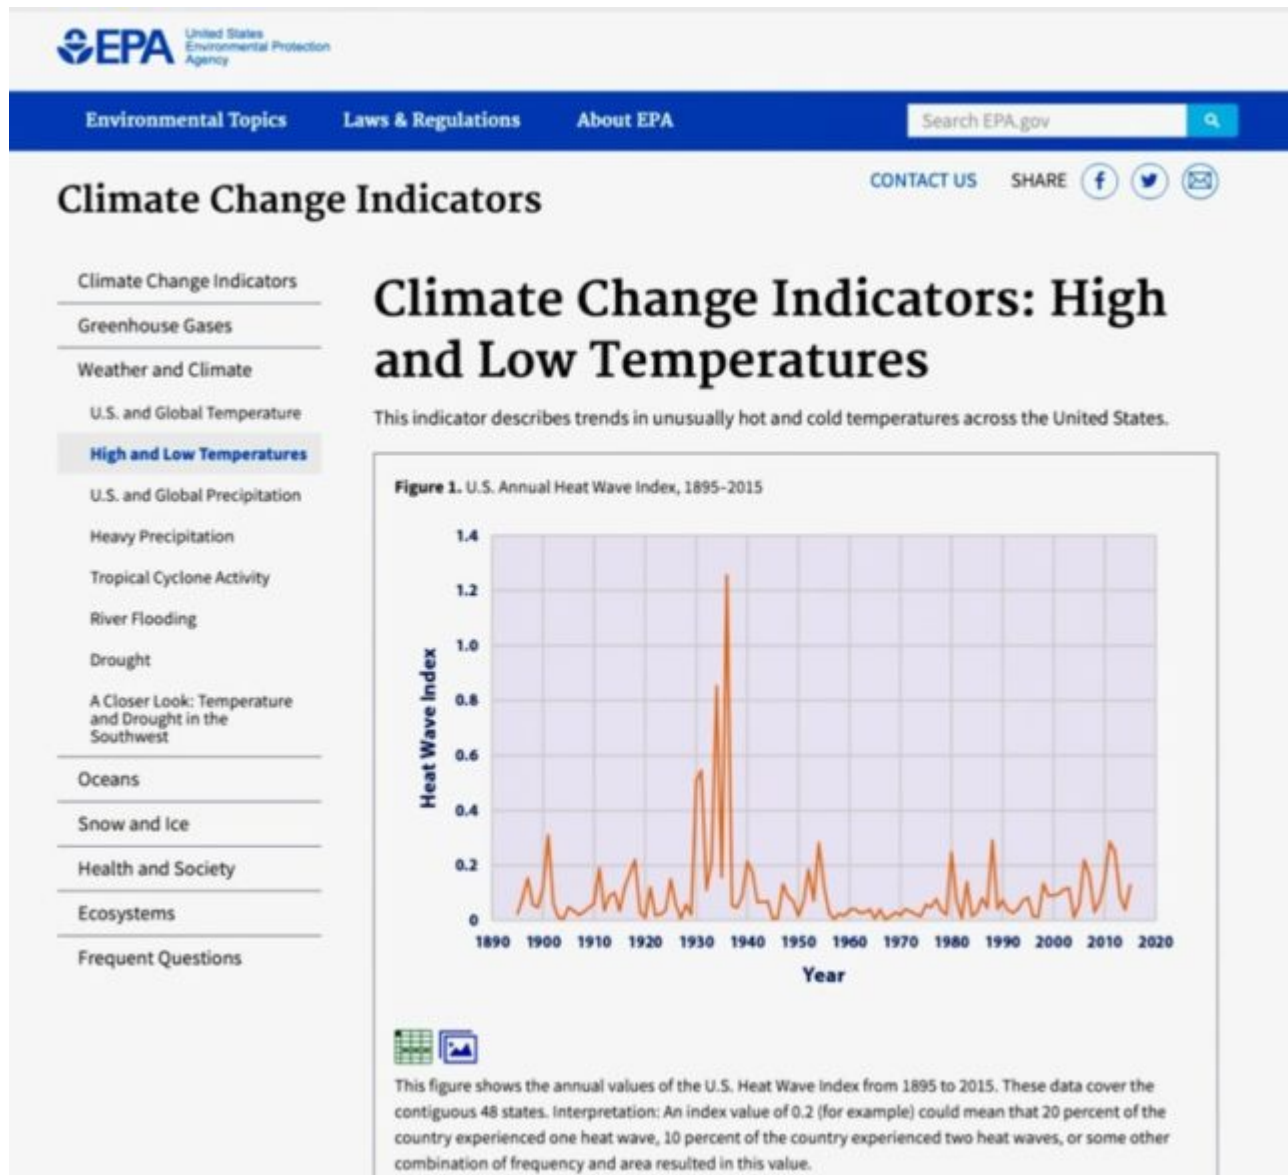 EPA United States
Environmental Protection
Agency
Environmental Topics Laws & Regulations About EPA Search EPA.gov
Climate Change Indicators
CONTACT US SHARE
Climate Change Indicators
Greenhouse Gases
Weather and Climate
U.S. and Global Temperature
High and Low Temperatures
U.S. and Global Precipitation
Heavy Precipitation
Tropical Cyclone Activity
River Flooding
Drought
A Closer Look: Temperature
and Drought in the
Southwest
Oceans
Snow and Ice
Health and Society
Ecosystems
Frequent Questions
Climate Change Indicators: High
and Low Temperatures
This indicator describes trends in unusually hot and cold temperatures across the United States.
Figure 1. U.S. Annual Heat Wave Index, 1895–2015
1.4
1.2
1.0
0.8
0.6
0.4
0.2
0
Heat Wave Index
1890 1900 1910 1920 1930 1940 1950 1960 1970 1980 1990 2000 2010 2020
Year
This figure shows the annual values of the U.S. Heat Wave Index from 1895 to 2015. These data cover the
contiguous 48 states. Interpretation: An index value of 0.2 (for example) could mean that 20 percent of the
country experienced one heat wave, 10 percent of the country experienced two heat waves, or some other
combination of frequency and area resulted in this value.